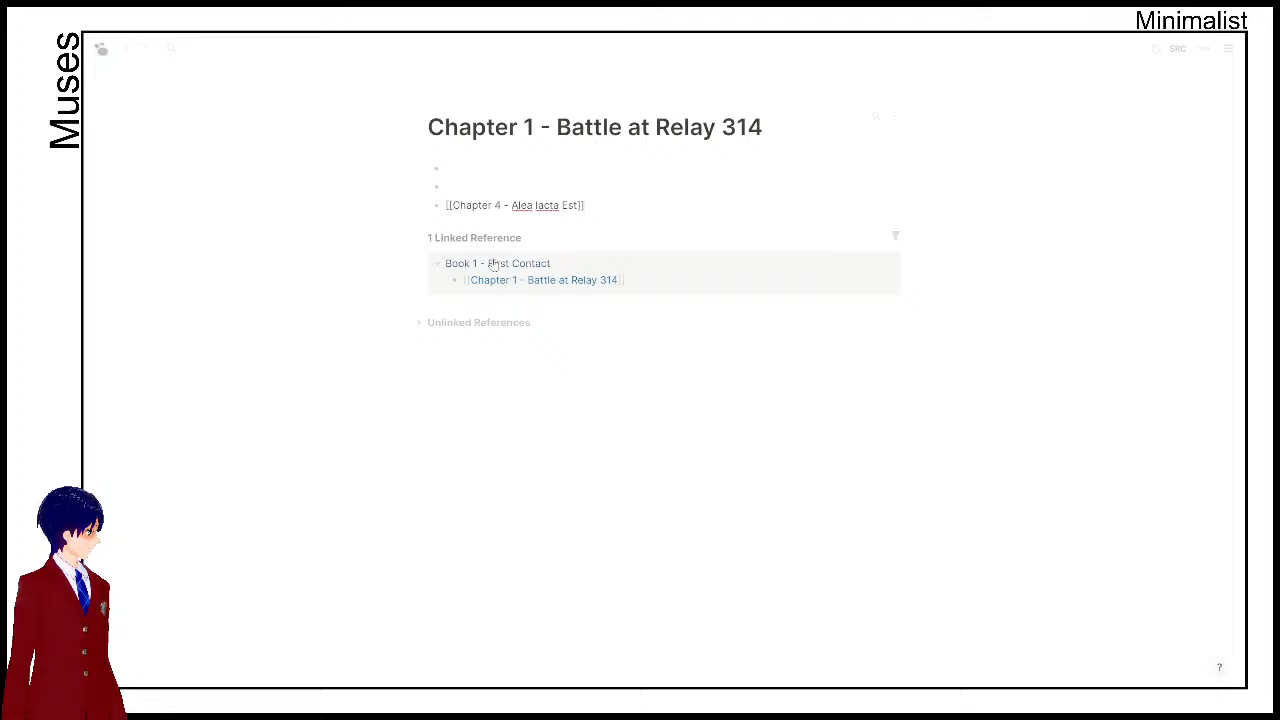 Minimalist
Muses
SRC
Chapter 1 - Battle at Relay 314
[[Chapter 4 - Alea Iacta Est]]
1 Linked Reference
Book 1 - First Contact
[[Chapter 1 - Battle at Relay 314]]
Unlinked References
?